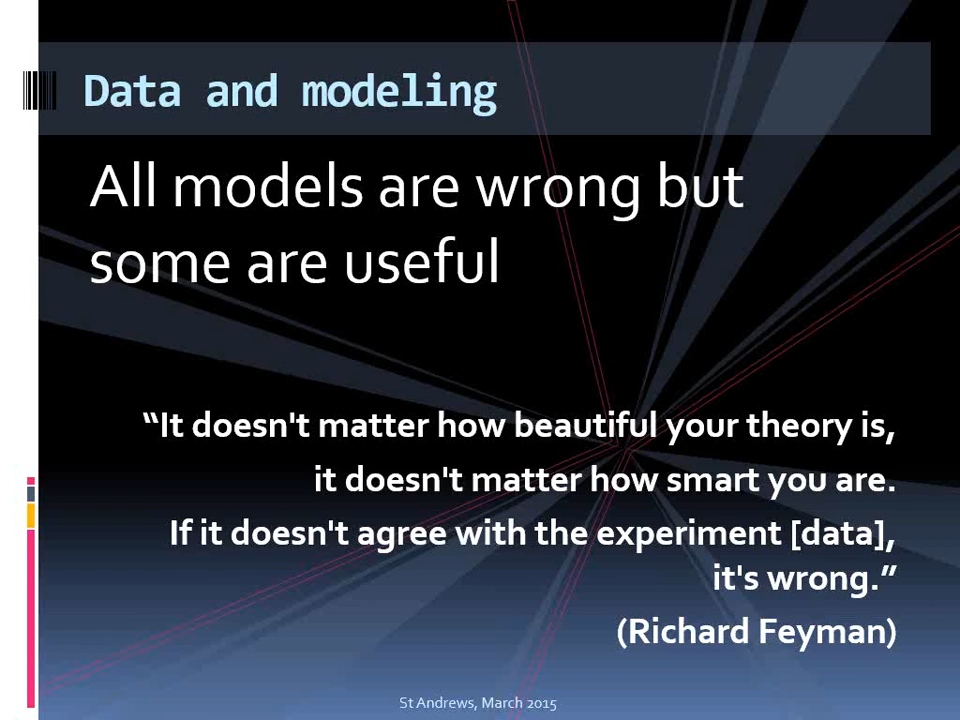 Data and modeling
All models are wrong but
some are useful
“It doesn't matter how beautiful your theory is,
it doesn't matter how smart you are.
If it doesn't agree with the experiment [data],
it's wrong.”
(Richard Feyman)
St Andrews, March 2015